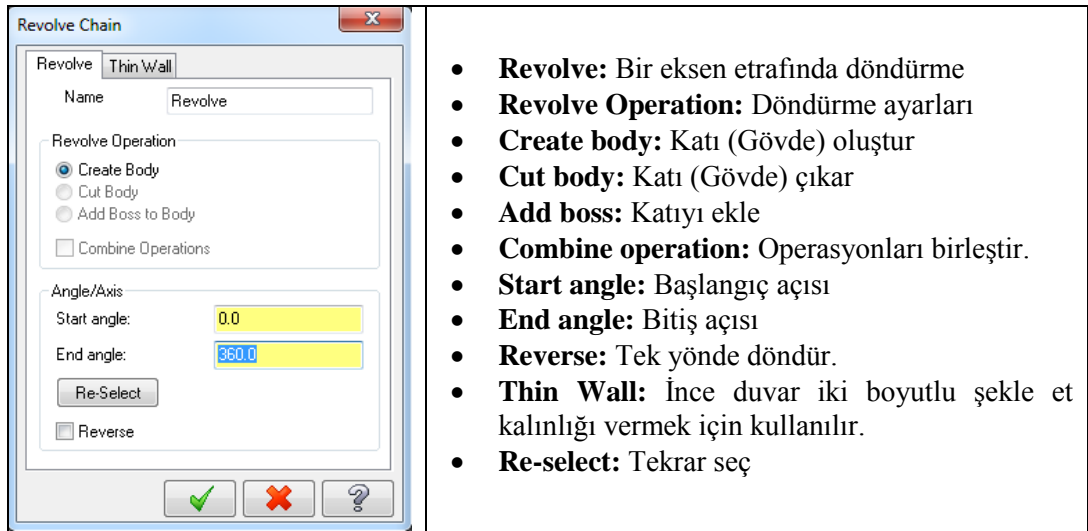 Revolve Chain
Revolve Thin Wall
Name Revolve
Revolve Operation
Create Body
Cut Body
Add Boss to Body
Combine Operations
Angle/Axis
Start angle: 0.0
End angle: 360.0
Re-Select
Reverse
• Revolve: Bir eksen etrafında döndürme
• Revolve Operation: Döndürme ayarları
• Create body: Katı (Gövde) oluştur
• Cut body: Katı (Gövde) çıkar
• Add boss: Katıyı ekle
• Combine operation: Operasyonları birleştir.
• Start angle: Başlangıç açısı
• End angle: Bitiş açısı
• Reverse: Tek yönde döndür.
• Thin Wall: İnce duvar iki boyutlu şekle et
kalınlığı vermek için kullanılır.
• Re-select: Tekrar seç